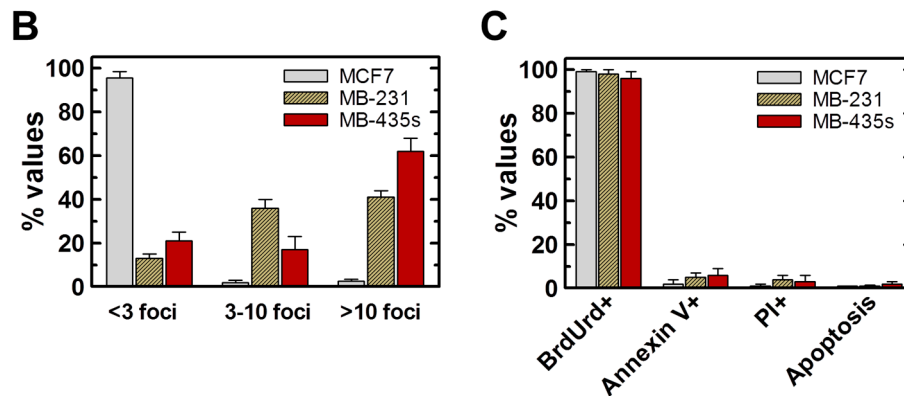 B
% values
100
80
60
40
20
0
MCF7
MB-231
MB-435s
<3 foci
3-10 foci
>10 foci
C
% values
100
80
60
40
20
0
MCF7
MB-231
MB-435s
BrdUrd+
Annexin V+
PI+
Apoptosis